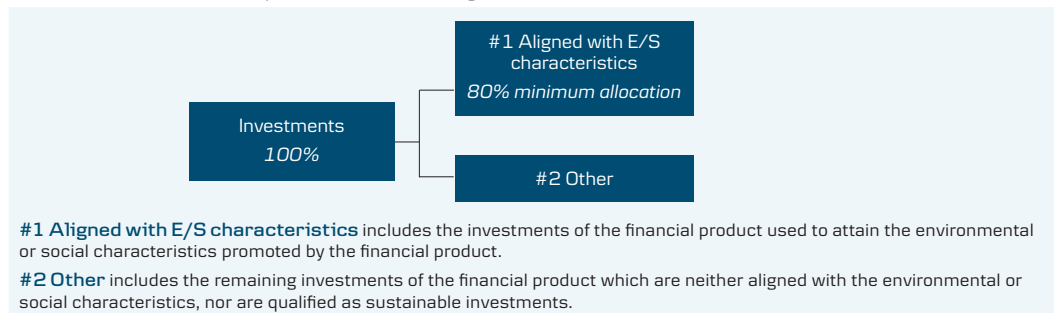 #1 Aligned with E/S
characteristics
80% minimum allocation
Investments
100%
#2 Other
#1 Aligned with E/S characteristics includes the investments of the financial product used to attain the environmental
or social characteristics promoted by the financial product.
#2 Other includes the remaining investments of the financial product which are neither aligned with the environmental or
social characteristics, nor are qualified as sustainable investments.